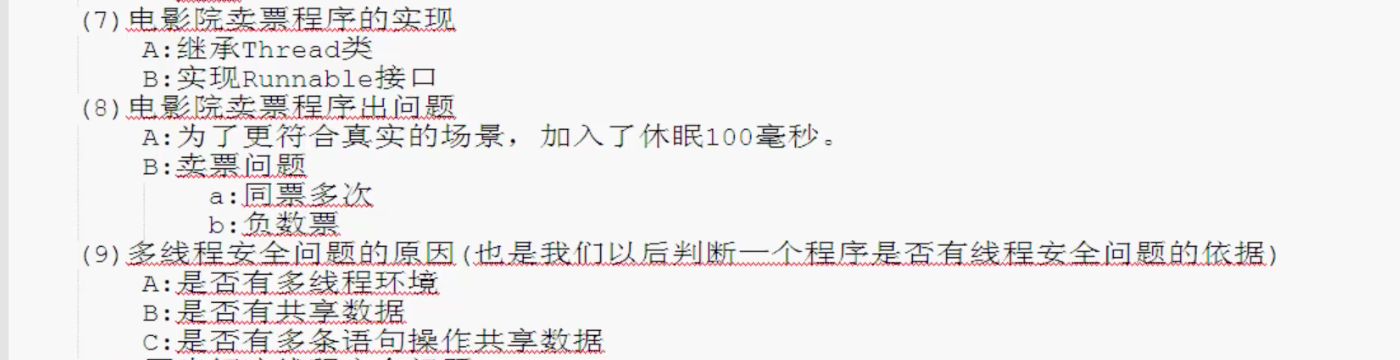 (7)电影院卖票程序的实现
A:继承Thread类
B:实现Runnable接口
(8)电影院卖票程序出问题
A:为了更符合真实的场景，加入了休眠100毫秒。
B:卖票问题
a:同票多次
b:负数票
(9)多线程安全问题的原因(也是我们以后判断一个程序是否有线程安全问题的依据)
A:是否有多线程环境
B:是否有共享数据
C:是否有多条语句操作共享数据